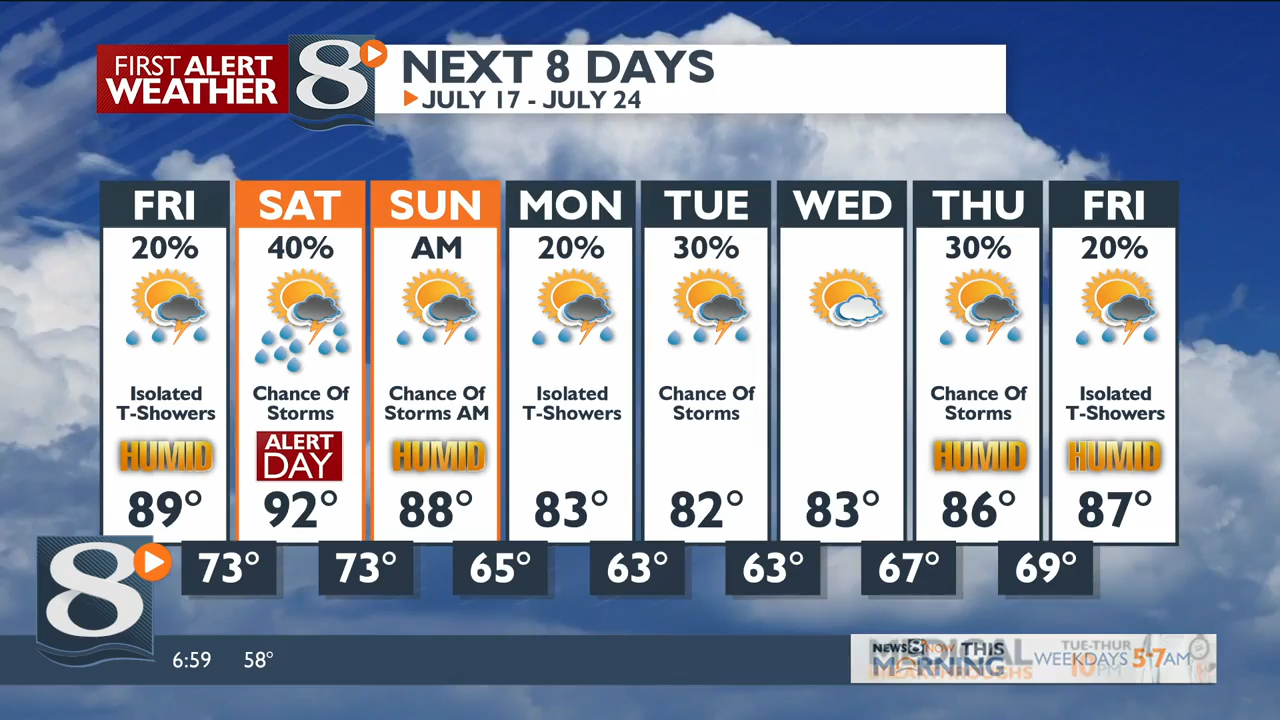 FIRST ALERT
WEATHER
8
NEXT 8 DAYS
JULY 17 - JULY 24
FRI
20%
Isolated
T-Showers
HUMID
89°
SAT
40%
Chance Of
Storms
ALERT
DAY
92°
SUN
AM
Chance Of
Storms AM
HUMID
88°
MON
20%
Isolated
T-Showers
83°
TUE
30%
Chance Of
Storms
82°
WED
83°
THU
30%
Chance Of
Storms
HUMID
86°
FRI
20%
Isolated
T-Showers
HUMID
87°
73° 73° 65° 63° 63° 67° 69°
8
6:59 58°
NEWS 8 NOW THIS
MORNING
WEEKDAYS 5-7AM
TUE-THUR
10PM
MEDICAL